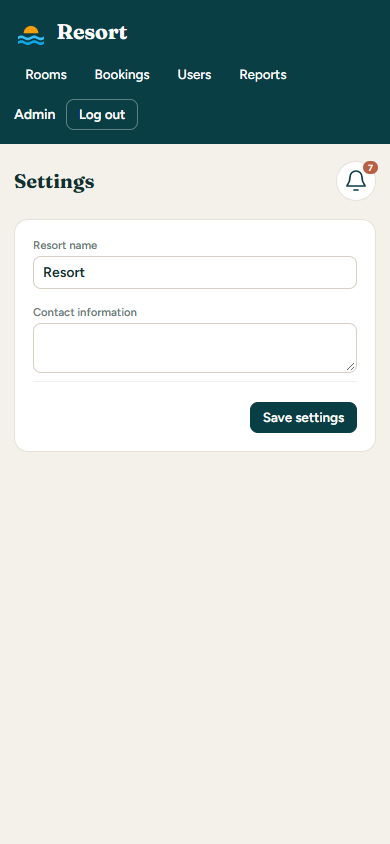 Resort
Rooms Bookings Users Reports
Admin Log out
Settings
7
Resort name
Resort
Contact information
Save settings